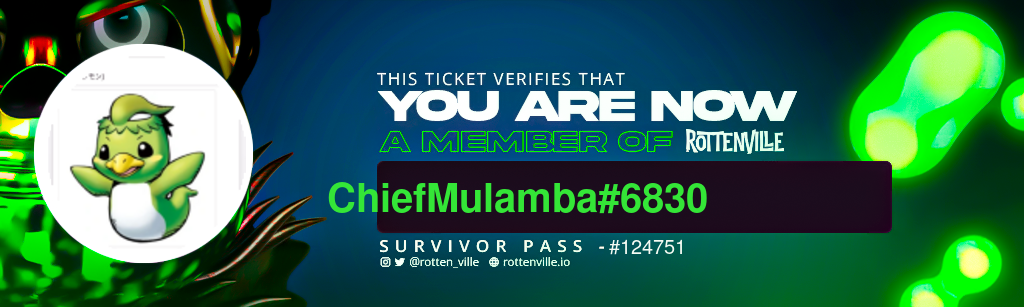 THIS TICKET VERIFIES THAT
YOU ARE NOW
A MEMBER OF ROTTENVILLE
ChiefMulamba#6830
SURVIVOR PASS - #124751
@rotten_ville rottenville.io